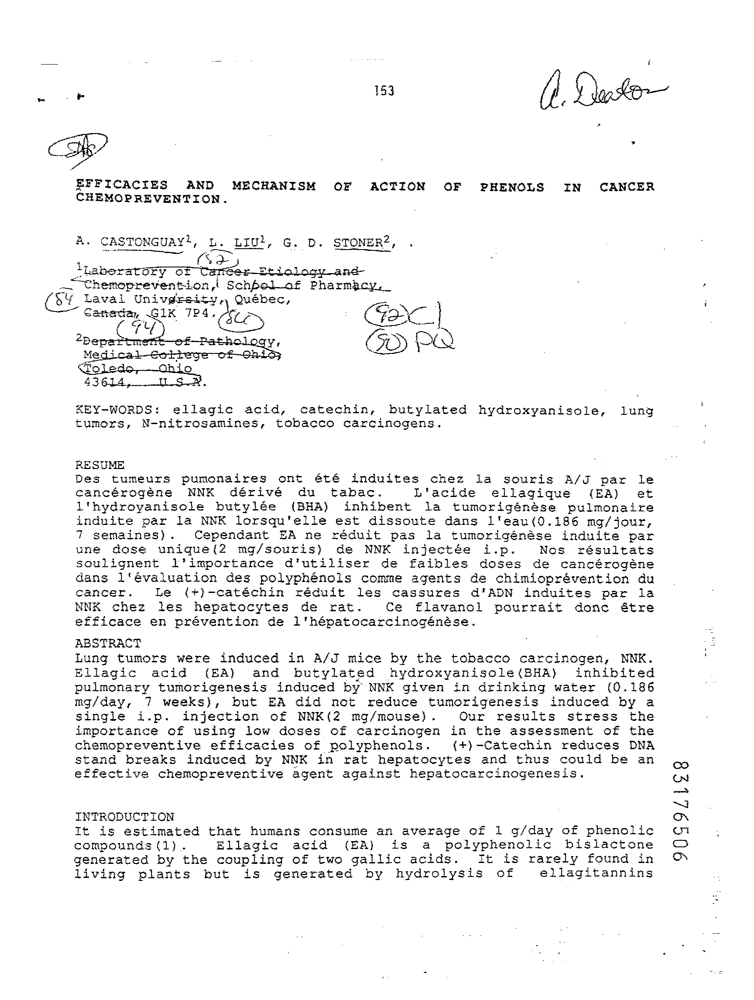 153
A. Deaton
EFFICACIES AND MECHANISM OF ACTION OF PHENOLS IN CANCER
CHEMOPREVENTION.
A. CASTONGUAY1, L. LIU1, G. D. STONER2, .
(52)
1Laboratory of Cancer Etiology and
Chemoprevention, School of Pharmacy,
(84 Laval University, Québec,
Canada, G1K 7P4.
(94)
(92) C1
(50) PQ
2Department of Pathology,
Medical College of Ohio,
Toledo, Ohio
43614, U.S.A.
KEY-WORDS: ellagic acid, catechin, butylated hydroxyanisole, lung
tumors, N-nitrosamines, tobacco carcinogens.
RESUME
Des tumeurs pumonaires ont été induites chez la souris A/J par le
cancérogène NNK dérivé du tabac. L'acide ellagique (EA) et
l'hydroyanisole butylée (BHA) inhibent la tumorigénèse pulmonaire
induite par la NNK lorsqu'elle est dissoute dans l'eau(0.186 mg/jour,
7 semaines). Cependant EA ne réduit pas la tumorigénèse induite par
une dose unique(2 mg/souris) de NNK injectée i.p. Nos résultats
soulignent l'importance d'utiliser de faibles doses de cancérogène
dans l'évaluation des polyphénols comme agents de chimioprévention du
cancer. Le (+)-catéchin réduit les cassures d'ADN induites par la
NNK chez les hepatocytes de rat. Ce flavanol pourrait donc être
efficace en prévention de l'hépatocarcinogénèse.
ABSTRACT
Lung tumors were induced in A/J mice by the tobacco carcinogen, NNK.
Ellagic acid (EA) and butylated hydroxyanisole(BHA) inhibited
pulmonary tumorigenesis induced by NNK given in drinking water (0.186
mg/day, 7 weeks), but EA did not reduce tumorigenesis induced by a
single i.p. injection of NNK(2 mg/mouse). Our results stress the
importance of using low doses of carcinogen in the assessment of the
chemopreventive efficacies of polyphenols. (+)-Catechin reduces DNA
stand breaks induced by NNK in rat hepatocytes and thus could be an
effective chemopreventive agent against hepatocarcinogenesis.
INTRODUCTION
It is estimated that humans consume an average of 1 g/day of phenolic
compounds(1). Ellagic acid (EA) is a polyphenolic bislactone
generated by the coupling of two gallic acids. It is rarely found in
living plants but is generated by hydrolysis of ellagitannins
83176506